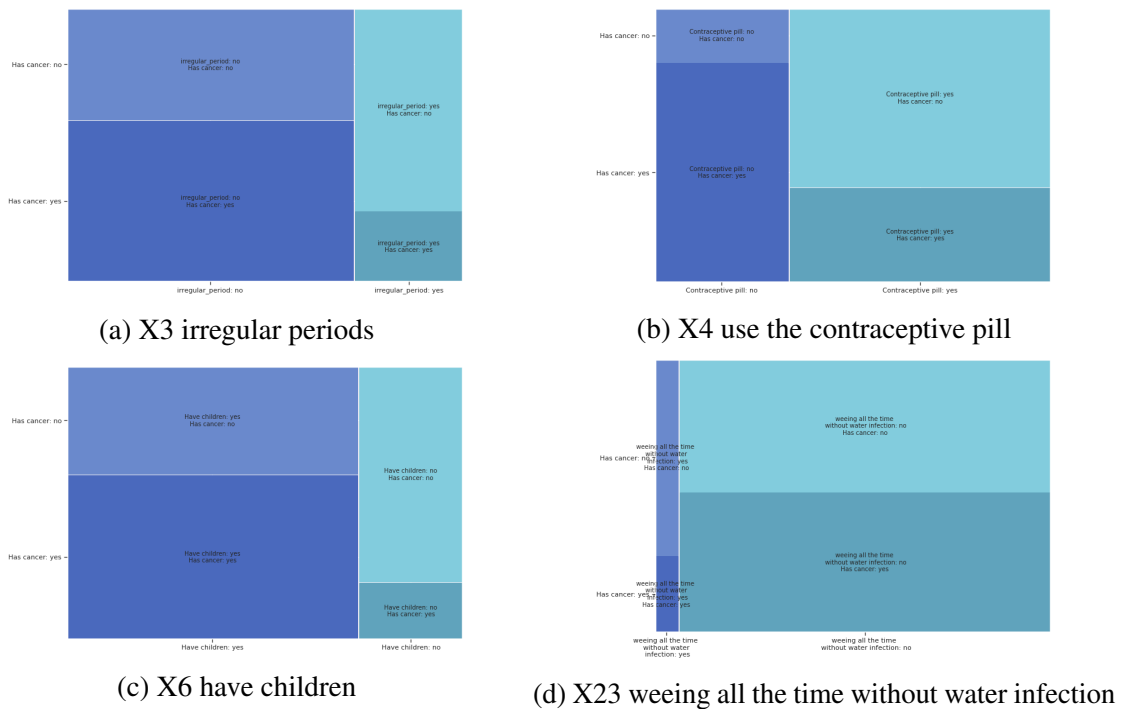 Has cancer: no
Has cancer: yes
irregular_period: no
Has cancer: no
irregular_period: no
Has cancer: yes
irregular_period: yes
Has cancer: no
irregular_period: yes
Has cancer: yes
irregular_period: no
irregular_period: yes
(a) X3 irregular periods
Has cancer: no
Has cancer: yes
Contraceptive pill: no
Has cancer: no
Contraceptive pill: no
Has cancer: yes
Contraceptive pill: yes
Has cancer: no
Contraceptive pill: yes
Has cancer: yes
Contraceptive pill: no
Contraceptive pill: yes
(b) X4 use the contraceptive pill
Has cancer: no
Has cancer: yes
Have children: yes
Has cancer: no
Have children: yes
Has cancer: yes
Have children: no
Has cancer: no
Have children: no
Has cancer: yes
Have children: yes
Have children: no
(c) X6 have children
Has cancer: no
Has cancer: yes
weeing all the time
without water
infection: yes
Has cancer: no
weeing all the time
without water
infection: yes
Has cancer: yes
weeing all the time
without water infection: no
Has cancer: no
weeing all the time
without water infection: no
Has cancer: yes
weeing all the time
without water
infection: yes
weeing all the time
without water infection: no
(d) X23 weeing all the time without water infection